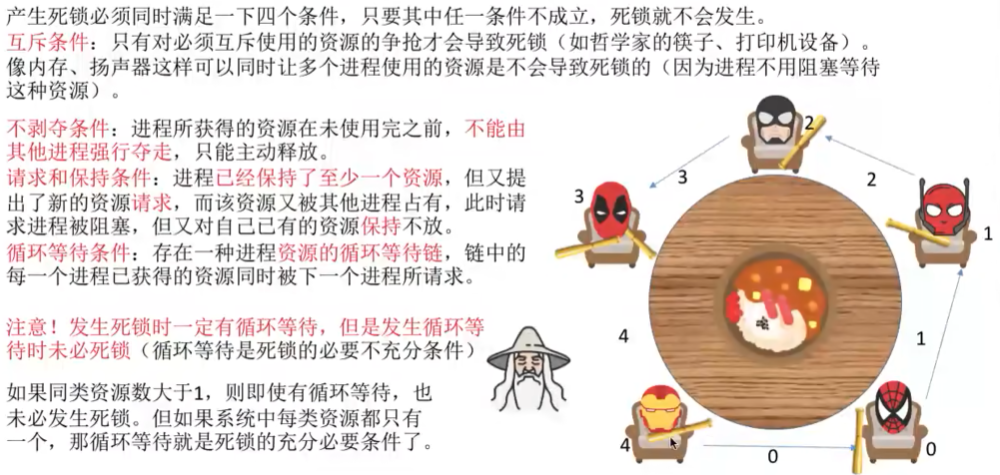 产生死锁必须同时满足一下四个条件，只要其中任一条件不成立，死锁就不会发生。
互斥条件：只有对必须互斥使用的资源的争抢才会导致死锁（如哲学家的筷子、打印机设备）。
像内存、扬声器这样可以同时让多个进程使用的资源是不会导致死锁的（因为进程不用阻塞等待
这种资源）。
不剥夺条件：进程所获得的资源在未使用完之前，不能由
其他进程强行夺走，只能主动释放。
请求和保持条件：进程已经保持了至少一个资源，但又提
出了新的资源请求，而该资源又被其他进程占有，此时请
求进程被阻塞，但又对自己已有的资源保持不放。
循环等待条件：存在一种进程资源的循环等待链，链中的
每一个进程已获得的资源同时被下一个进程所请求。
注意！发生死锁时一定有循环等待，但是发生循环等
待时未必死锁（循环等待是死锁的必要不充分条件）
如果同类资源数大于1，则即使有循环等待，也
未必发生死锁。但如果系统中每类资源都只有
一个，那循环等待就是死锁的充分必要条件了。
2
3
2
3
1
4
1
4
0
0